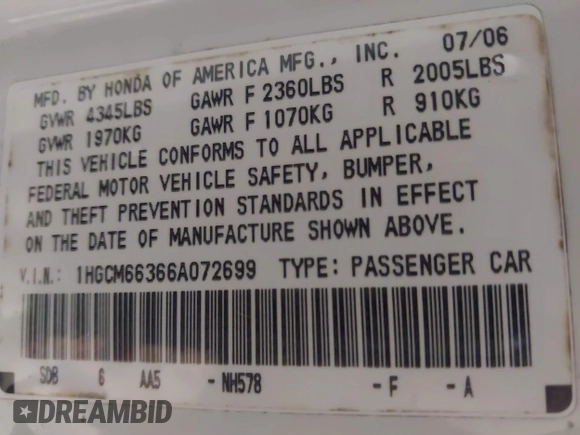 MFD. BY HONDA OF AMERICA MFG., INC. 07/06
GVWR 4345LBS GAWR F 2360LBS R 2005LBS
GVWR 1970KG GAWR F 1070KG R 910KG
THIS VEHICLE CONFORMS TO ALL APPLICABLE
FEDERAL MOTOR VEHICLE SAFETY, BUMPER,
AND THEFT PREVENTION STANDARDS IN EFFECT
ON THE DATE OF MANUFACTURE SHOWN ABOVE.
V.I.N.: 1HGCM66366A072699 TYPE: PASSENGER CAR
SDB 6 AA5 - NH578 - F - A
DREAMBID